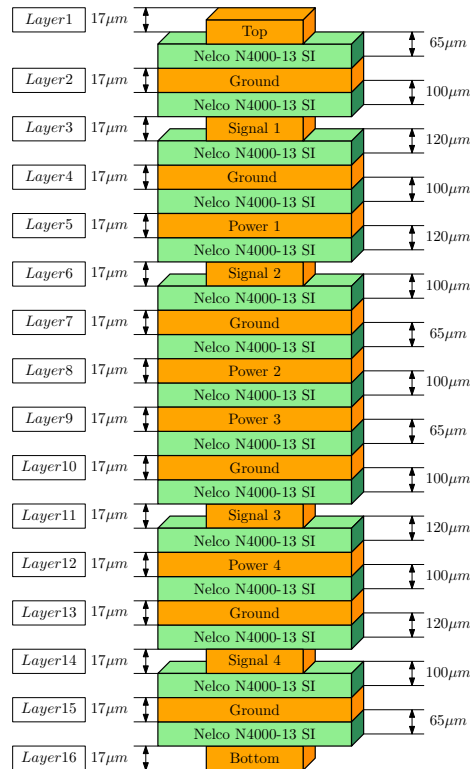 Layer1 17μm Top
65μm
Nelco N4000-13 SI
Layer2 17μm Ground
100μm
Nelco N4000-13 SI
Layer3 17μm Signal 1
120μm
Nelco N4000-13 SI
Layer4 17μm Ground
100μm
Nelco N4000-13 SI
Layer5 17μm Power 1
120μm
Nelco N4000-13 SI
Layer6 17μm Signal 2
100μm
Nelco N4000-13 SI
Layer7 17μm Ground
65μm
Nelco N4000-13 SI
Layer8 17μm Power 2
100μm
Nelco N4000-13 SI
Layer9 17μm Power 3
65μm
Nelco N4000-13 SI
Layer10 17μm Ground
100μm
Nelco N4000-13 SI
Layer11 17μm Signal 3
120μm
Nelco N4000-13 SI
Layer12 17μm Power 4
100μm
Nelco N4000-13 SI
Layer13 17μm Ground
120μm
Nelco N4000-13 SI
Layer14 17μm Signal 4
100μm
Nelco N4000-13 SI
Layer15 17μm Ground
65μm
Nelco N4000-13 SI
Layer16 17μm Bottom